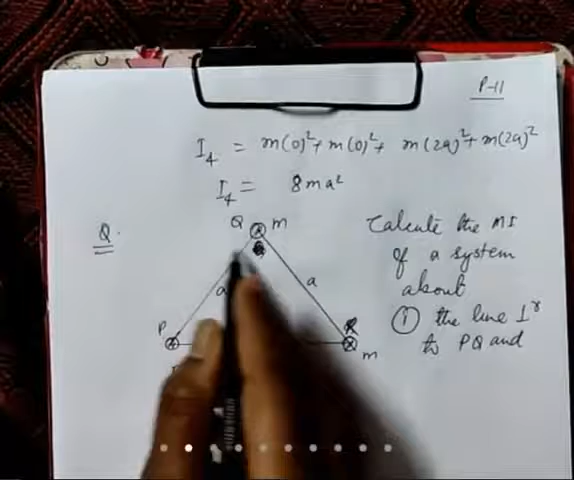 P-11
I₄ = m(0)² + m(0)² + m(2a)² + m(2a)²
I₄ = 8ma²
Q.
Q m
a a
P R
m
Calculate the MI
of a system
about
① the line ⊥ʳ
to PQ and